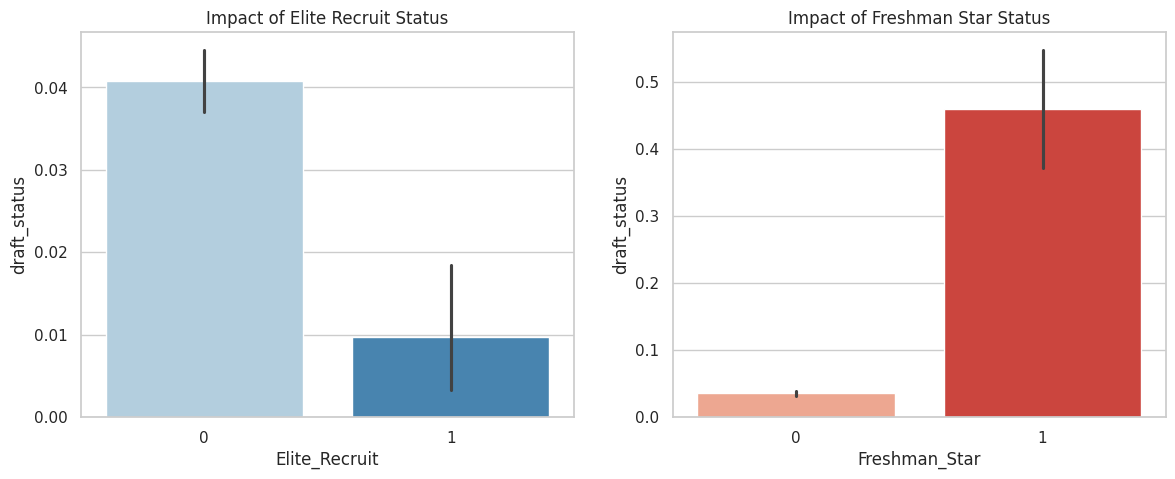 Impact of Elite Recruit Status
draft_status
0.04
0.03
0.02
0.01
0.00
0
1
Elite_Recruit
Impact of Freshman Star Status
draft_status
0.5
0.4
0.3
0.2
0.1
0.0
0
1
Freshman_Star